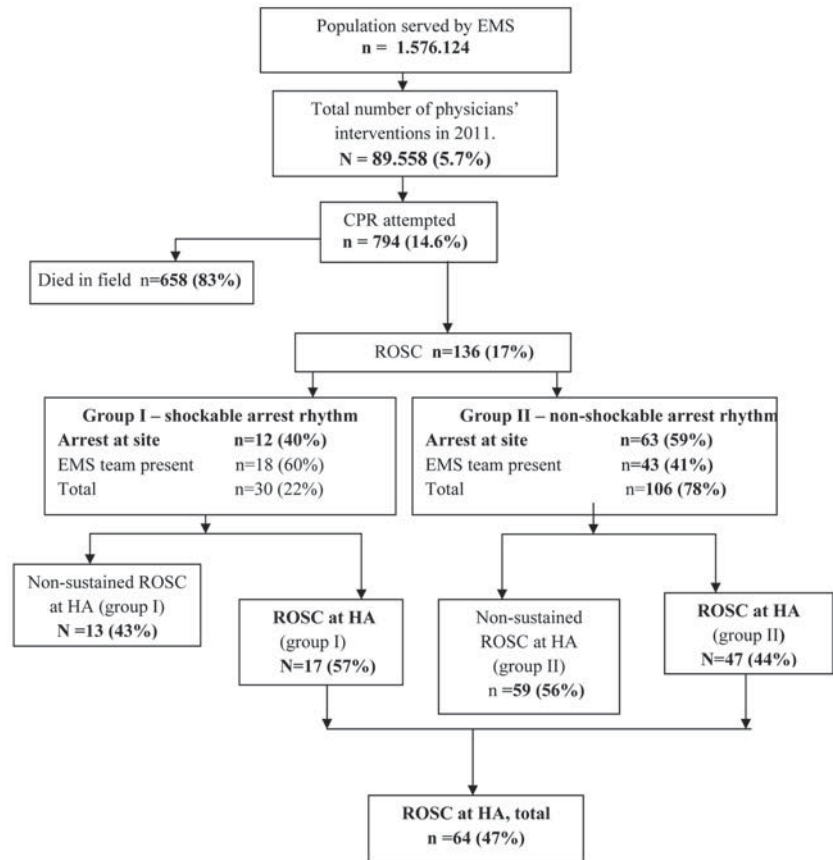 Population served by EMS
n = 1.576.124
Total number of physicians'
interventions in 2011.
N = 89.558 (5.7%)
CPR attempted
n = 794 (14.6%)
Died in field n=658 (83%)
ROSC n=136 (17%)
Group I – shockable arrest rhythm
Arrest at site n=12 (40%)
EMS team present n=18 (60%)
Total n=30 (22%)
Group II – non-shockable arrest rhythm
Arrest at site n=63 (59%)
EMS team present n=43 (41%)
Total n=106 (78%)
Non-sustained ROSC
at HA (group I)
N =13 (43%)
ROSC at HA
(group I)
N=17 (57%)
Non-sustained
ROSC at HA
(group II)
n =59 (56%)
ROSC at HA
(group II)
N=47 (44%)
ROSC at HA, total
n =64 (47%)